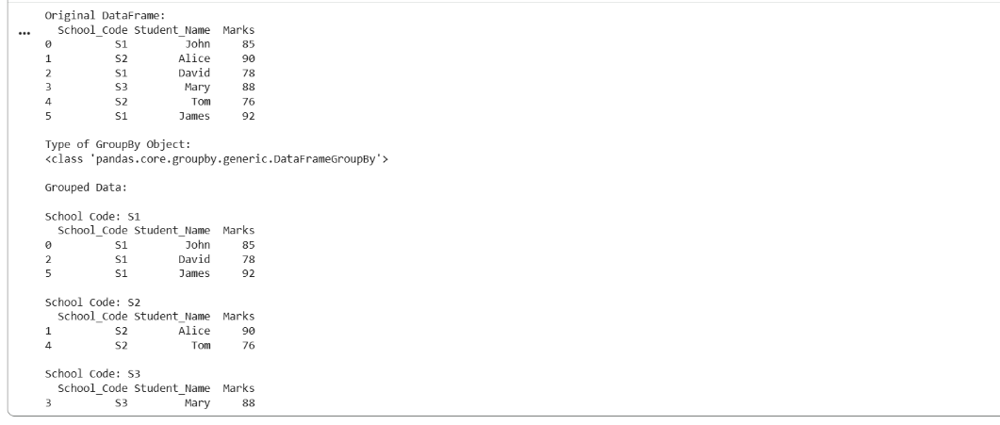 Original DataFrame:
  School_Code Student_Name  Marks
0          S1         John     85
1          S2        Alice     90
2          S1        David     78
3          S3         Mary     88
4          S2          Tom     76
5          S1        James     92
Type of GroupBy Object:
<class 'pandas.core.groupby.generic.DataFrameGroupBy'>
Grouped Data:
School Code: S1
  School_Code Student_Name  Marks
0          S1         John     85
2          S1        David     78
5          S1        James     92
School Code: S2
  School_Code Student_Name  Marks
1          S2        Alice     90
4          S2          Tom     76
School Code: S3
  School_Code Student_Name  Marks
3          S3         Mary     88